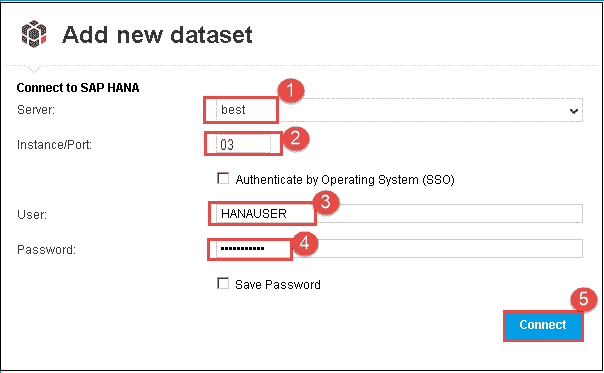 Add new dataset
Connect to SAP HANA
1
Server: best
2
Instance/Port: 03
Authenticate by Operating System (SSO)
3
User: HANAUSER
4
Password: ••••••••••
Save Password
5
Connect